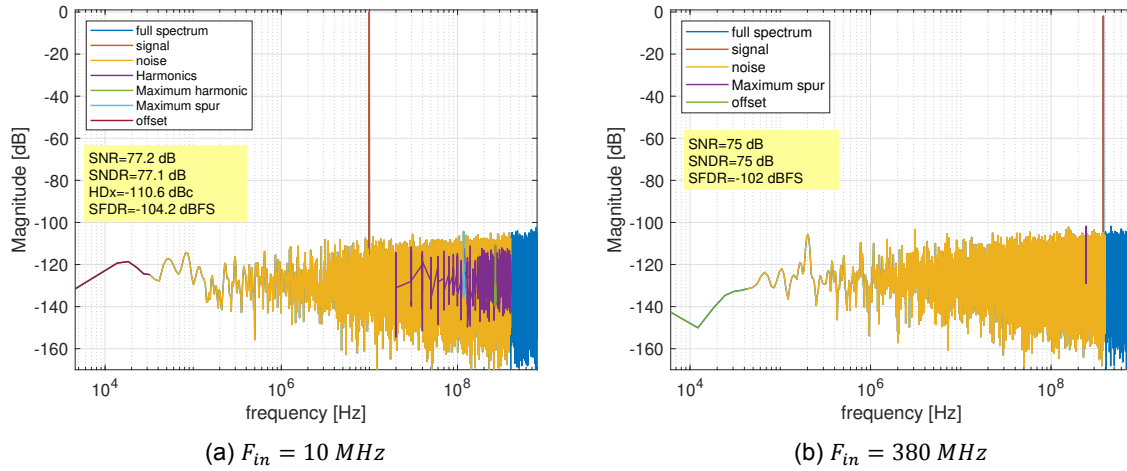 0
-20
-40
-60
-80
-100
-120
-140
-160
Magnitude [dB]
full spectrum
signal
noise
Harmonics
Maximum harmonic
Maximum spur
offset
SNR=77.2 dB
SNDR=77.1 dB
HDx=-110.6 dBc
SFDR=-104.2 dBFS
10^4 10^6 10^8
frequency [Hz]
(a) F_in = 10 MHz
0
-20
-40
-60
-80
-100
-120
-140
-160
Magnitude [dB]
full spectrum
signal
noise
Maximum spur
offset
SNR=75 dB
SNDR=75 dB
SFDR=-102 dBFS
10^4 10^6 10^8
frequency [Hz]
(b) F_in = 380 MHz